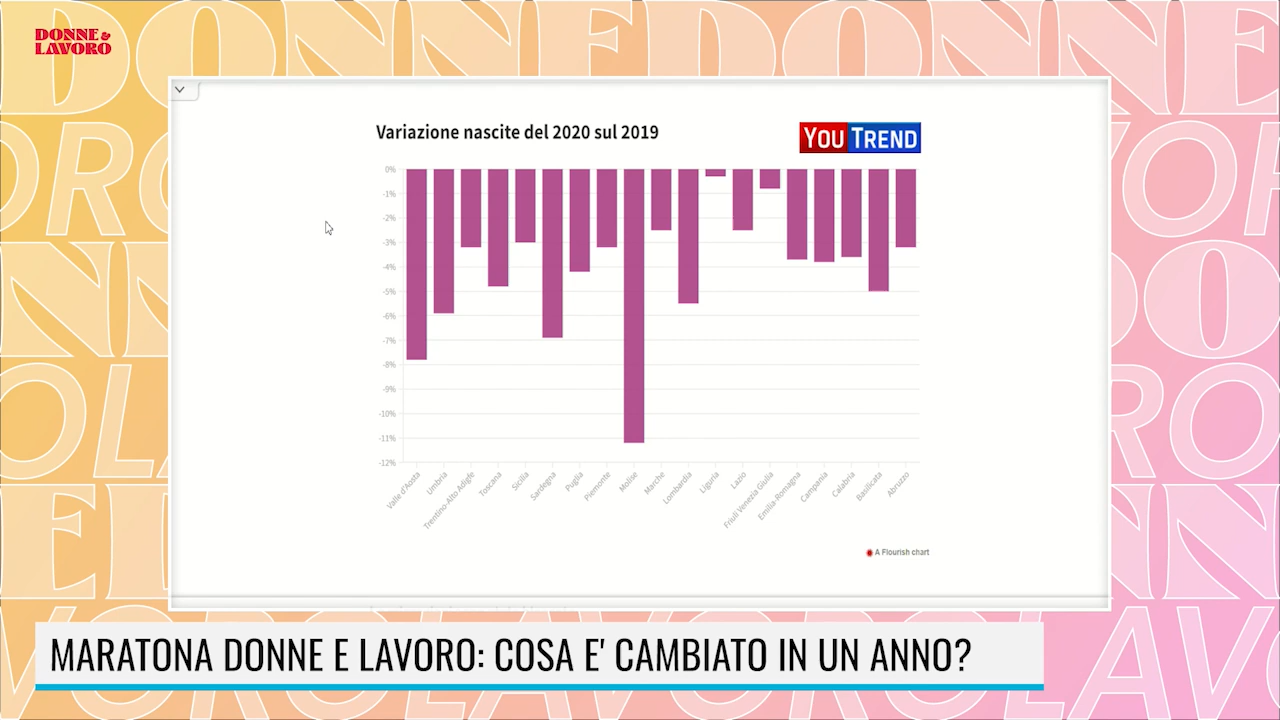 DONNE&
LAVORO
Variazione nascite del 2020 sul 2019
YOU TREND
0%
-1%
-2%
-3%
-4%
-5%
-6%
-7%
-8%
-9%
-10%
-11%
-12%
Valle d'Aosta
Umbria
Trentino-Alto Adige
Toscana
Sicilia
Sardegna
Puglia
Piemonte
Molise
Marche
Lombardia
Liguria
Lazio
Friuli Venezia Giulia
Emilia-Romagna
Campania
Calabria
Basilicata
Abruzzo
A Flourish chart
MARATONA DONNE E LAVORO: COSA E' CAMBIATO IN UN ANNO?